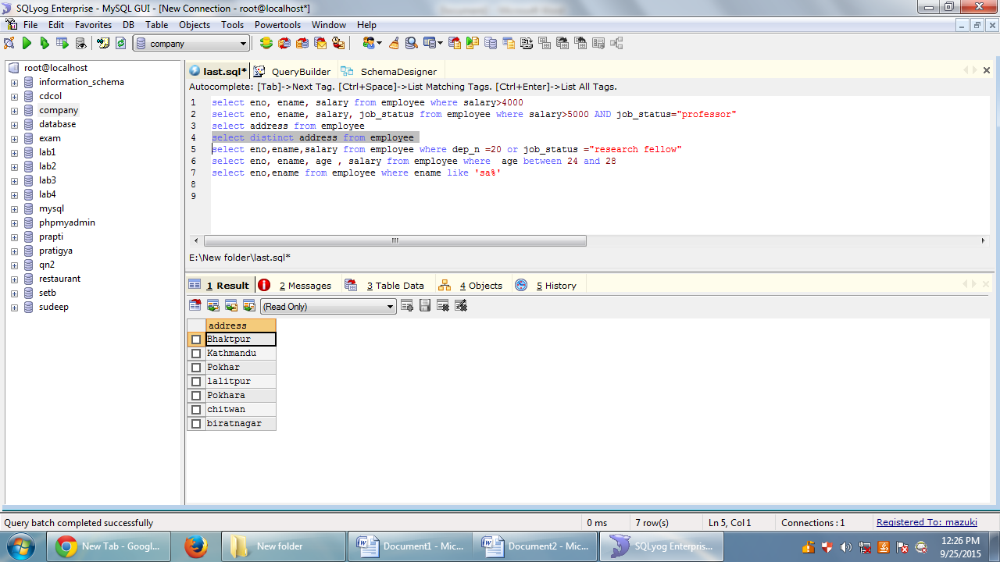 SQLyog Enterprise - MySQL GUI - [New Connection - root@localhost*]
File Edit Favorites DB Table Objects Tools Powertools Window Help
company
root@localhost
information_schema
cdcol
company
database
exam
lab1
lab2
lab3
lab4
mysql
phpmyadmin
prapti
pratigya
qn2
restaurant
setb
sudeep
last.sql* QueryBuilder SchemaDesigner
Autocomplete: [Tab]->Next Tag. [Ctrl+Space]->List Matching Tags. [Ctrl+Enter]->List All Tags.
1 select eno, ename, salary from employee where salary>4000
2 select eno, ename, salary, job_status from employee where salary>5000 AND job_status="professor"
3 select address from employee
4 select distinct address from employee
5 select eno,ename,salary from employee where dep_n =20 or job_status ="research fellow"
6 select eno, ename, age , salary from employee where  age between 24 and 28
7 select eno,ename from employee where ename like 'sa%'
8
9
E:\New folder\last.sql*
1 Result 2 Messages 3 Table Data 4 Objects 5 History
(Read Only)
address
Bhaktpur
Kathmandu
Pokhar
lalitpur
Pokhara
chitwan
biratnagar
Query batch completed successfully 0 ms 7 row(s) Ln 5, Col 1 Connections : 1 Registered To: mazuki
New Tab - Googl... New folder Document1 - Mic... Document2 - Mic... SQLyog Enterpris... 12:26 PM
9/25/2015